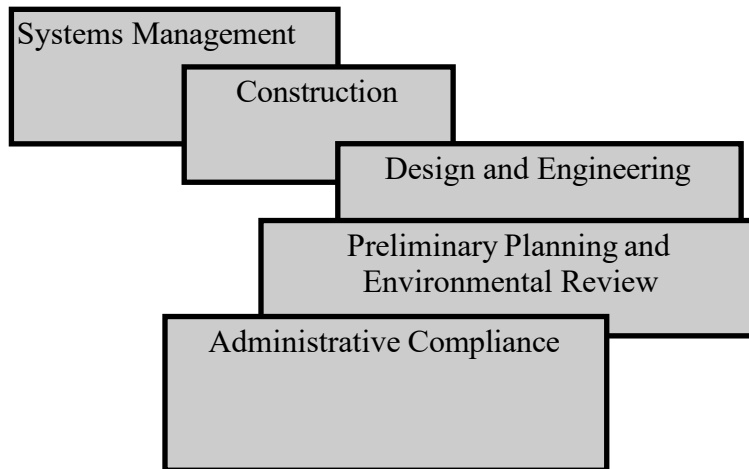 Systems Management
Construction
Design and Engineering
Preliminary Planning and
Environmental Review
Administrative Compliance